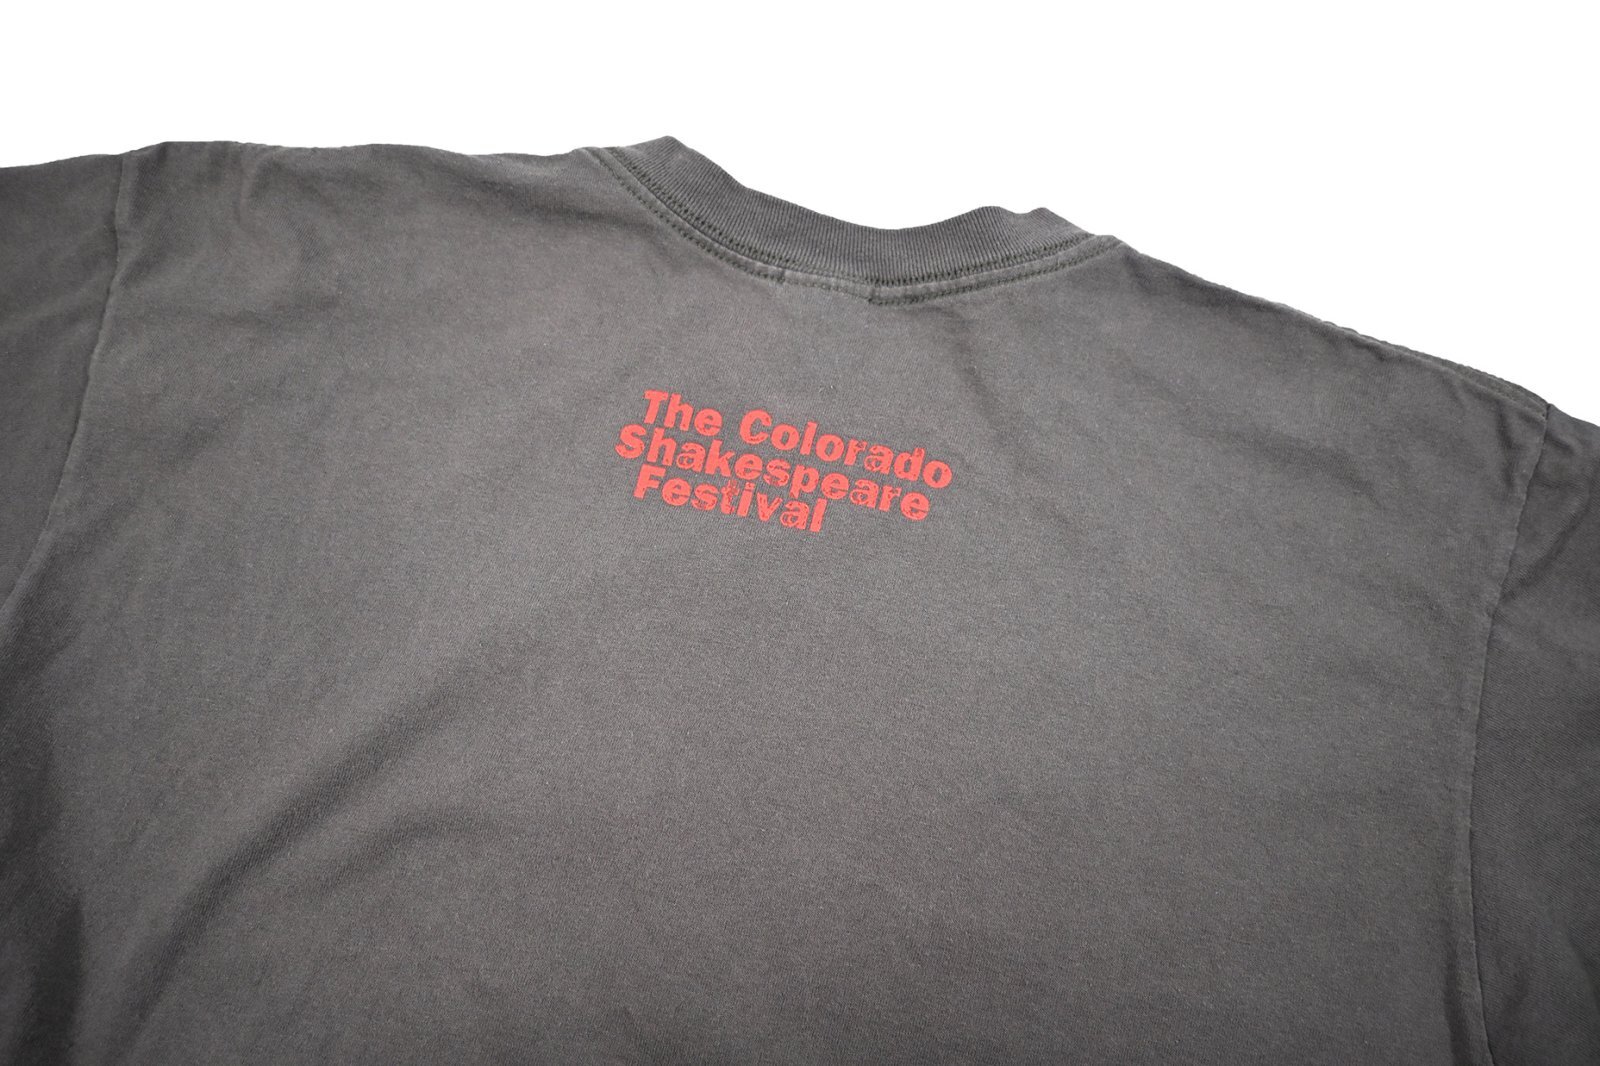 The Colorado
Shakespeare
Festival